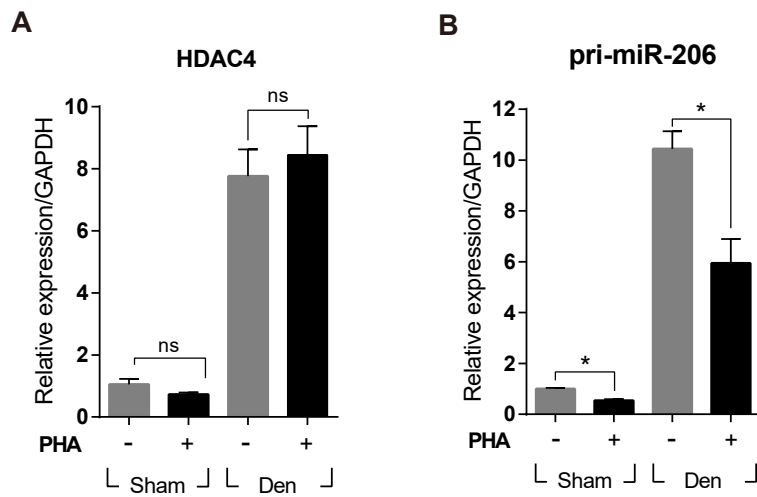 A
HDAC4
Relative expression/GAPDH
10
8
6
4
2
0
ns
ns
PHA - + - +
Sham Den
B
pri-miR-206
Relative expression/GAPDH
12
10
8
6
4
2
0
*
*
PHA - + - +
Sham Den